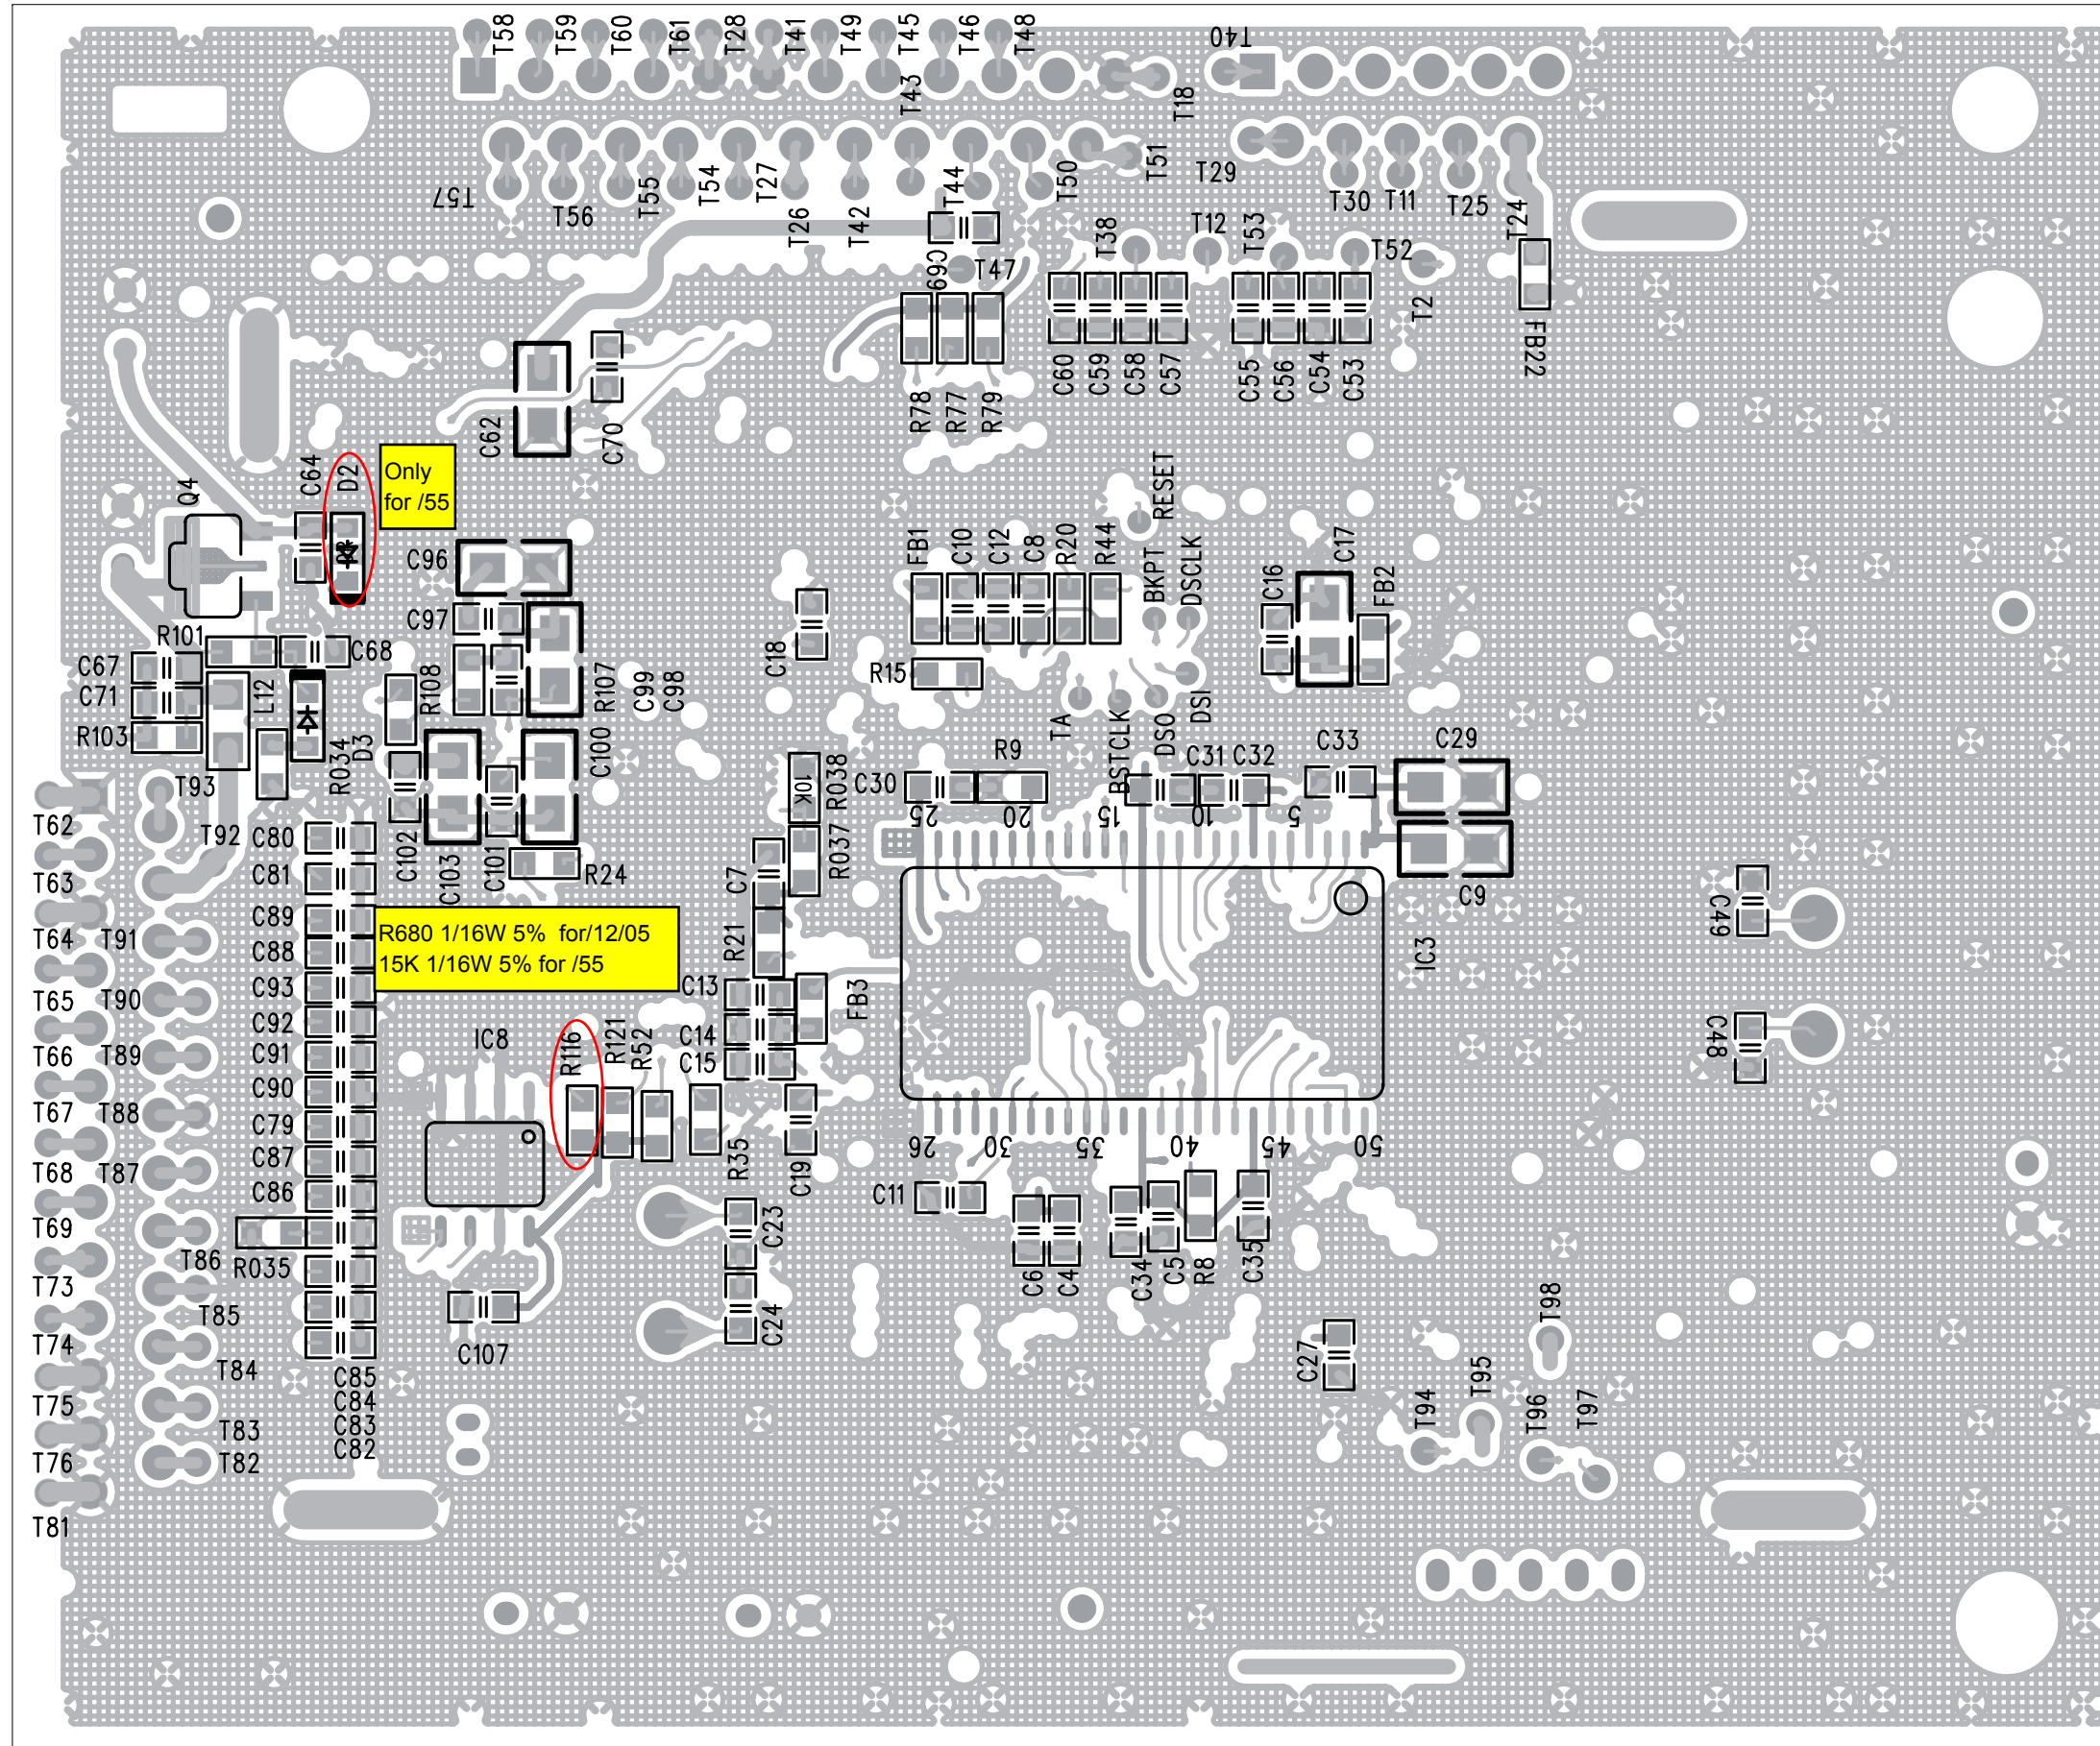 T58
T59
T60
T61
T28
T41
T49
T45
T46
T48
T40
T43
T18
T57
T56
T55
T54
T27
T26
T42
T44
T50
T51
T29
T30
T11
T25
T24
T38
T12
T53
T52
T2
C69
T47
FB22
C60
C59
C58
C57
C55
C56
C54
C53
R78
R77
R79
C62
C70
Q4
C64
D2
Only
for /55
RESET
C96
FB1
C10
C12
C8
R20
R44
BKPT
DSCLK
C16
C17
FB2
C97
C18
R101
C68
C67
C71
R103
L12
R034
D3
R108
R107
C99
C98
R15
TA
BSTCLK
DSO
DSI
C100
10K
R038
C30
R9
C31
C32
C33
C29
25
20
15
10
5
T93
T62
T92
C80
C102
C103
C101
R24
C7
R037
C9
T63
C81
C89
R680 1/16W 5%  for/12/05
15K 1/16W 5% for /55
T64
T91
C88
R21
IC3
C49
T65
T90
C93
C13
FB3
C92
IC8
R116
R121
R52
C14
C15
C48
T66
T89
C91
C90
T67
T88
C79
26
30
35
40
45
50
T68
T87
C87
R35
C19
C86
C11
T69
T86
R035
C23
C6
C4
C34
C5
R8
C35
T73
T85
C24
T98
T74
C107
C27
T84
C85
T75
C84
T94
T95
T96
T97
T83
C83
C82
T76
T82
T81